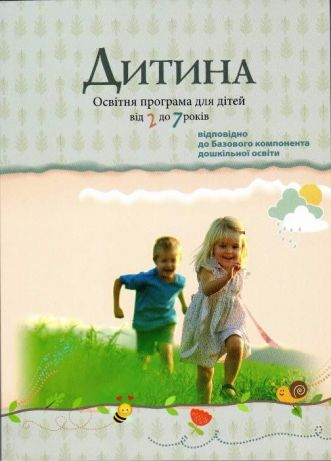 ДИТИНА
Освітня програма для дітей
від 2 до 7 років
відповідно
до Базового компонента
дошкільної освіти